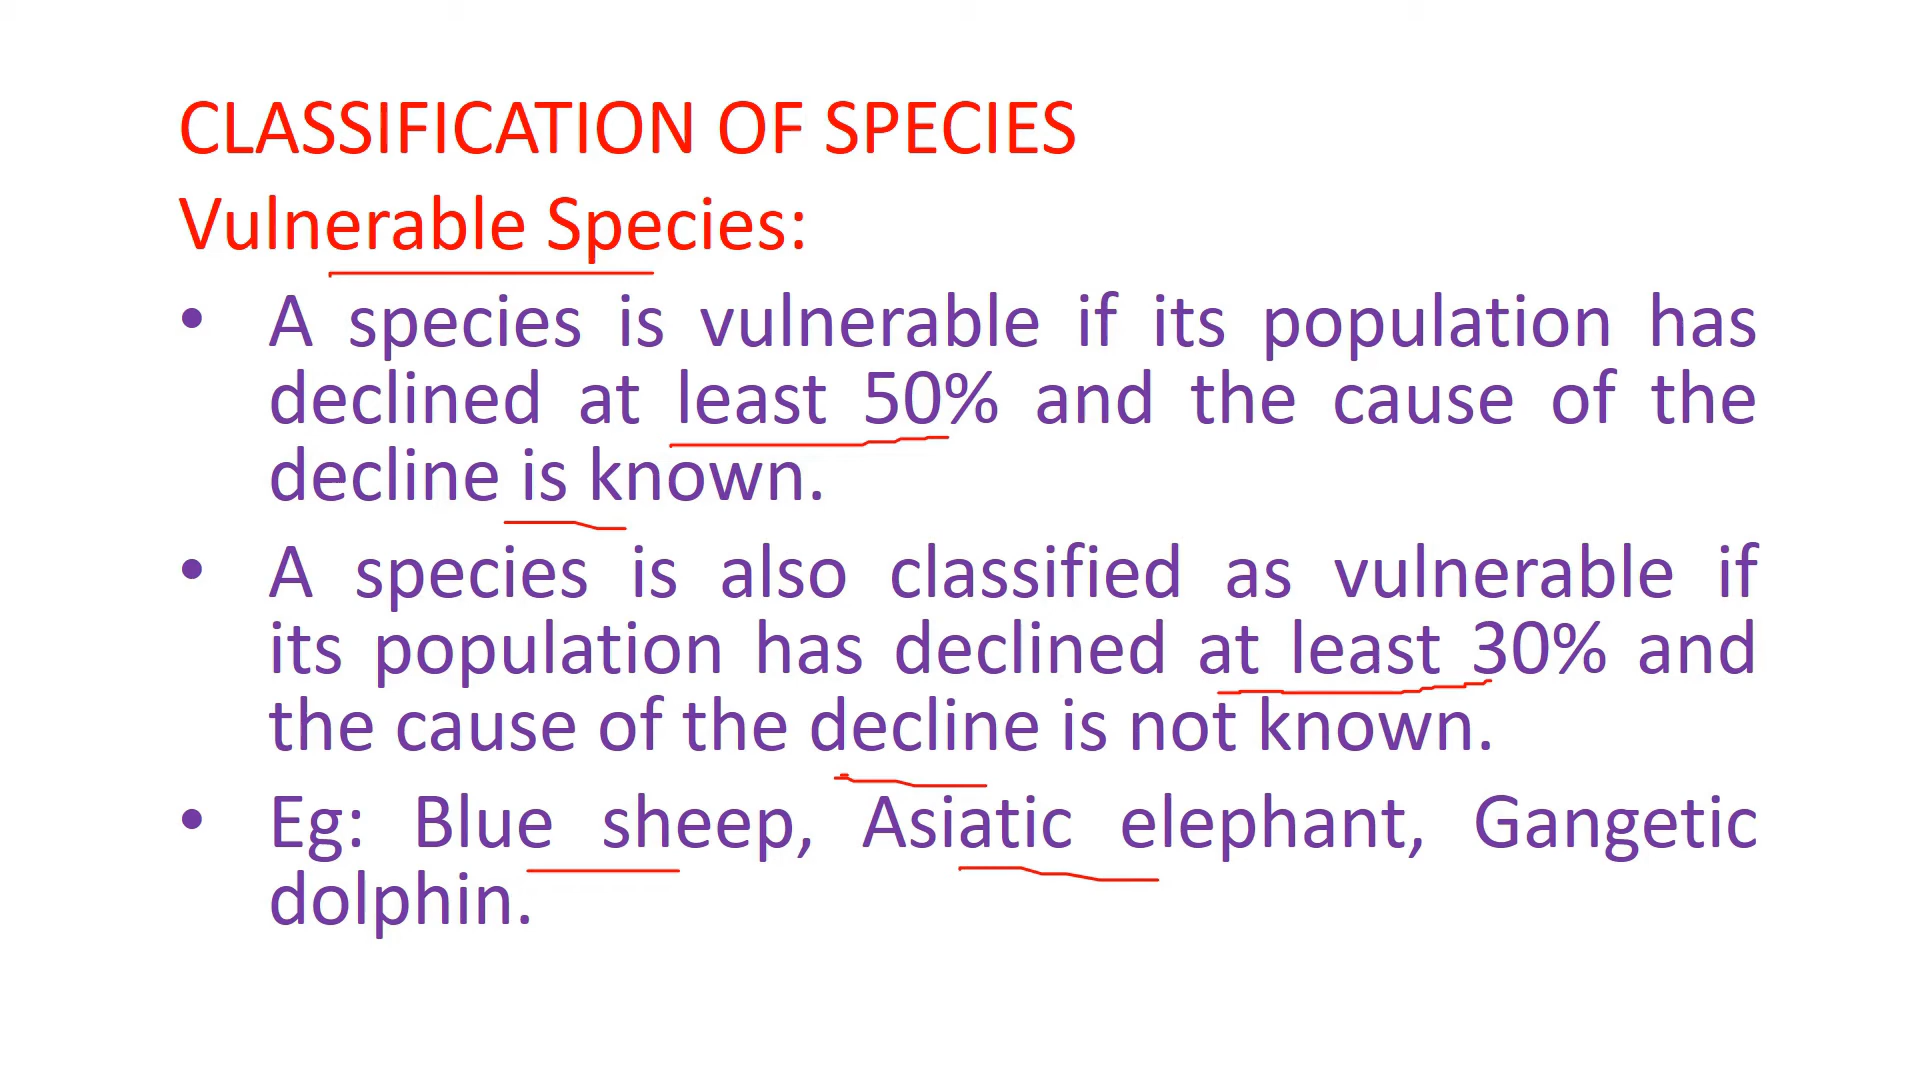 CLASSIFICATION OF SPECIES
Vulnerable Species:
• A species is vulnerable if its population has
declined at least 50% and the cause of the
decline is known.
• A species is also classified as vulnerable if
its population has declined at least 30% and
the cause of the decline is not known.
• Eg: Blue sheep, Asiatic elephant, Gangetic
dolphin.